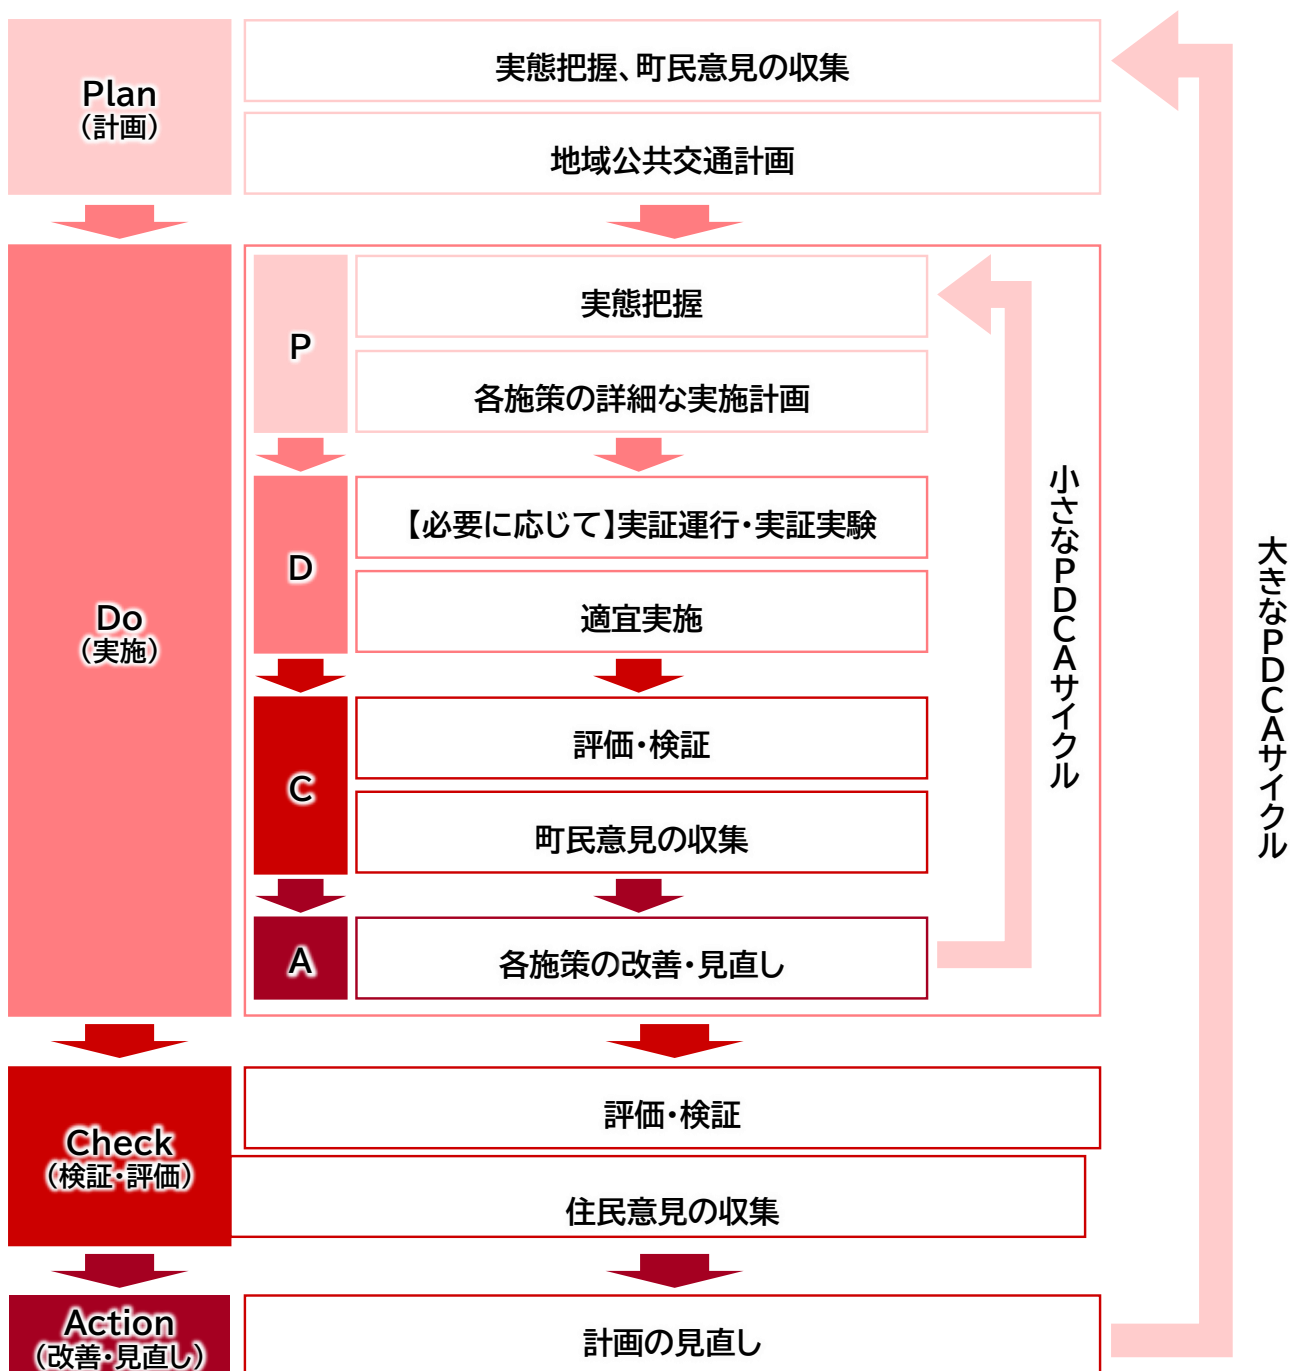 Plan
（計画）
実態把握、町民意見の収集
地域公共交通計画
Do
（実施）
P
実態把握
各施策の詳細な実施計画
D
【必要に応じて】実証運行・実証実験
適宜実施
C
評価・検証
町民意見の収集
A
各施策の改善・見直し
小さなPDCAサイクル
大きなPDCAサイクル
Check
（検証・評価）
評価・検証
住民意見の収集
Action
（改善・見直し）
計画の見直し